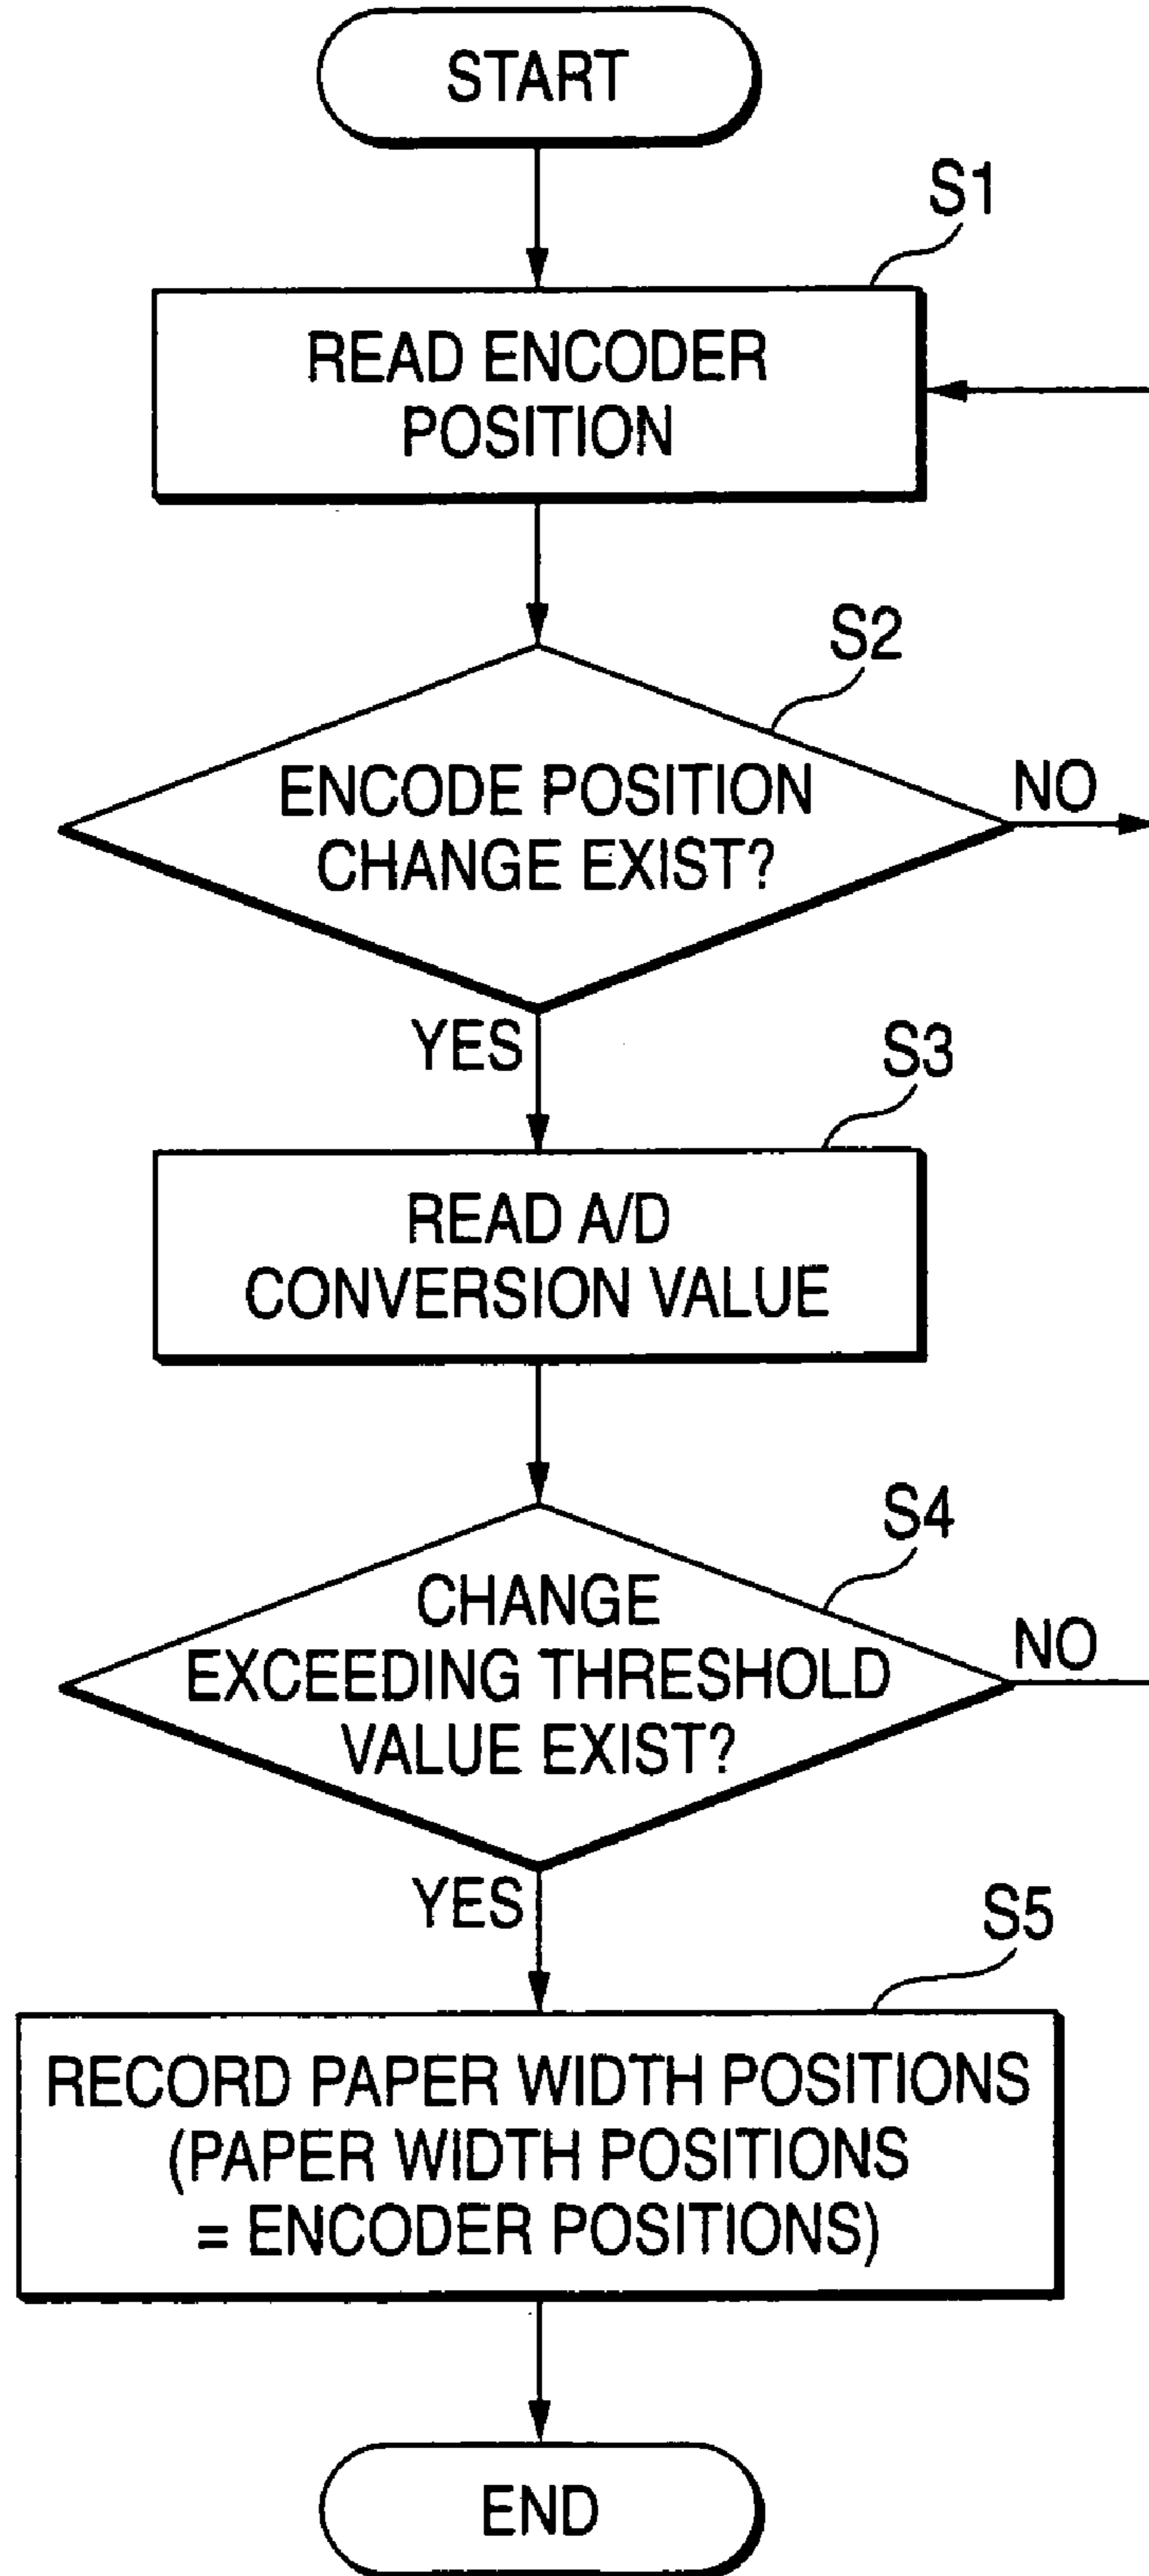 START
S1
READ ENCODER
POSITION
S2
ENCODE POSITION
CHANGE EXIST?
NO
YES
S3
READ A/D
CONVERSION VALUE
S4
CHANGE
EXCEEDING THRESHOLD
VALUE EXIST?
NO
YES
S5
RECORD PAPER WIDTH POSITIONS
(PAPER WIDTH POSITIONS
= ENCODER POSITIONS)
END